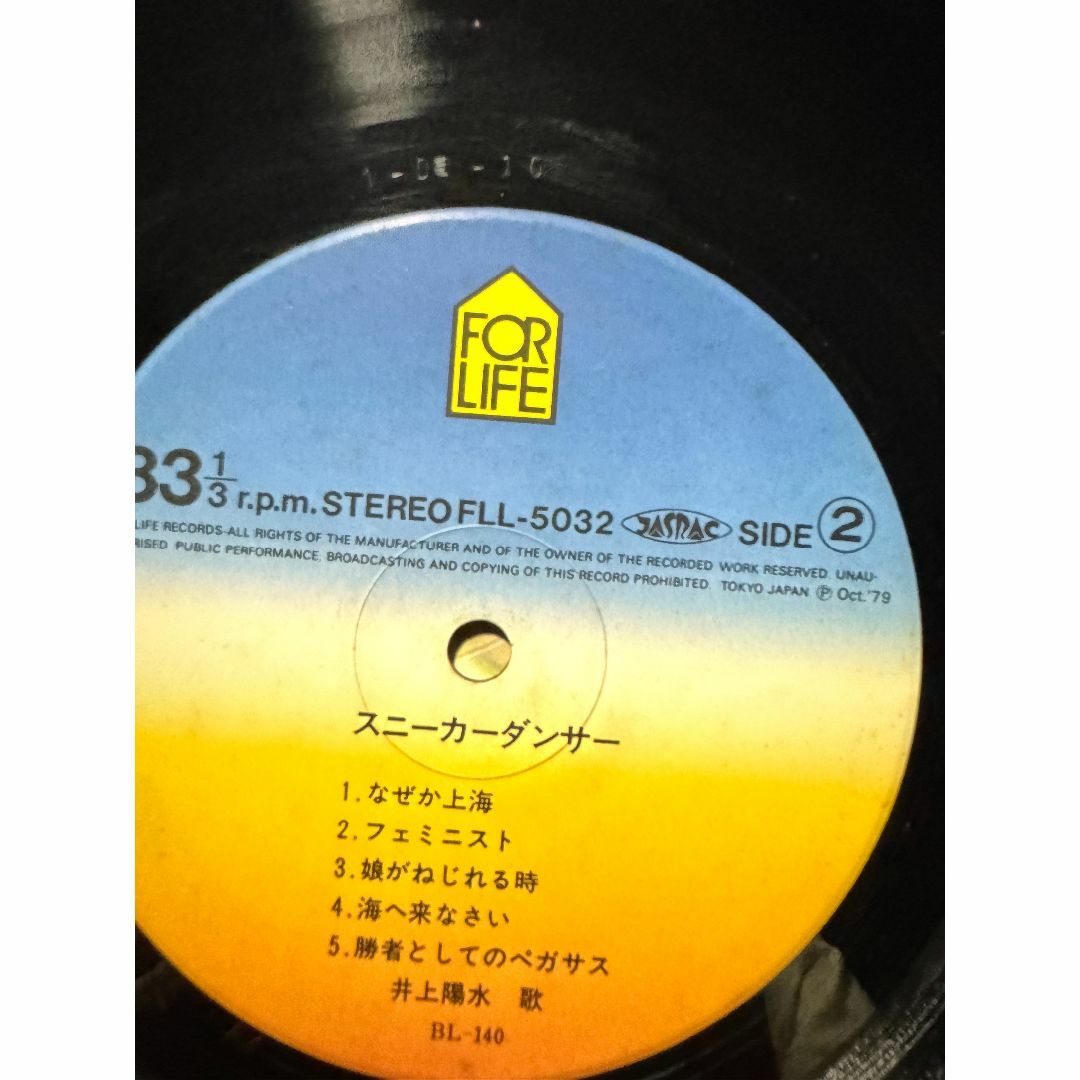 FOR
LIFE
33 1/3 r.p.m. STEREO FLL-5032 JASRAC SIDE 2
LIFE RECORDS-ALL RIGHTS OF THE MANUFACTURER AND OF THE OWNER OF THE RECORDED WORK RESERVED. UNAU-
RISED PUBLIC PERFORMANCE, BROADCASTING AND COPYING OF THIS RECORD PROHIBITED. TOKYO JAPAN Ⓟ Oct.'79
スニーカーダンサー
1.なぜか上海
2.フェミニスト
3.娘がねじれる時
4.海へ来なさい
5.勝者としてのペガサス
井上陽水 歌
BL-140